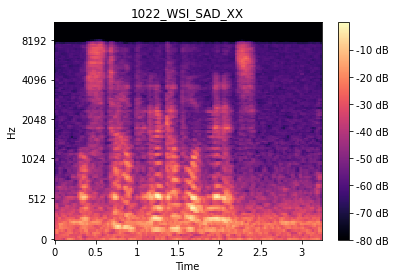 1022_WSI_SAD_XX
Hz
8192
4096
2048
1024
512
0
0 0.5 1 1.5 2 2.5 3
Time
-10 dB
-20 dB
-30 dB
-40 dB
-50 dB
-60 dB
-70 dB
-80 dB